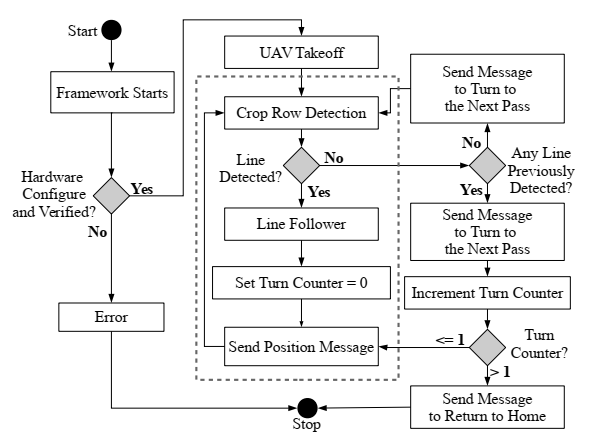 Start
Framework Starts
Hardware
Configure
and Verified?
Yes
No
Error
UAV Takeoff
Crop Row Detection
Line
Detected?
No
Yes
Line Follower
Set Turn Counter = 0
Send Position Message
Send Message
to Turn to
the Next Pass
No
Any Line
Previously
Detected?
Yes
Send Message
to Turn to
the Next Pass
Increment Turn Counter
Turn
Counter?
<= 1
> 1
Send Message
to Return to Home
Stop